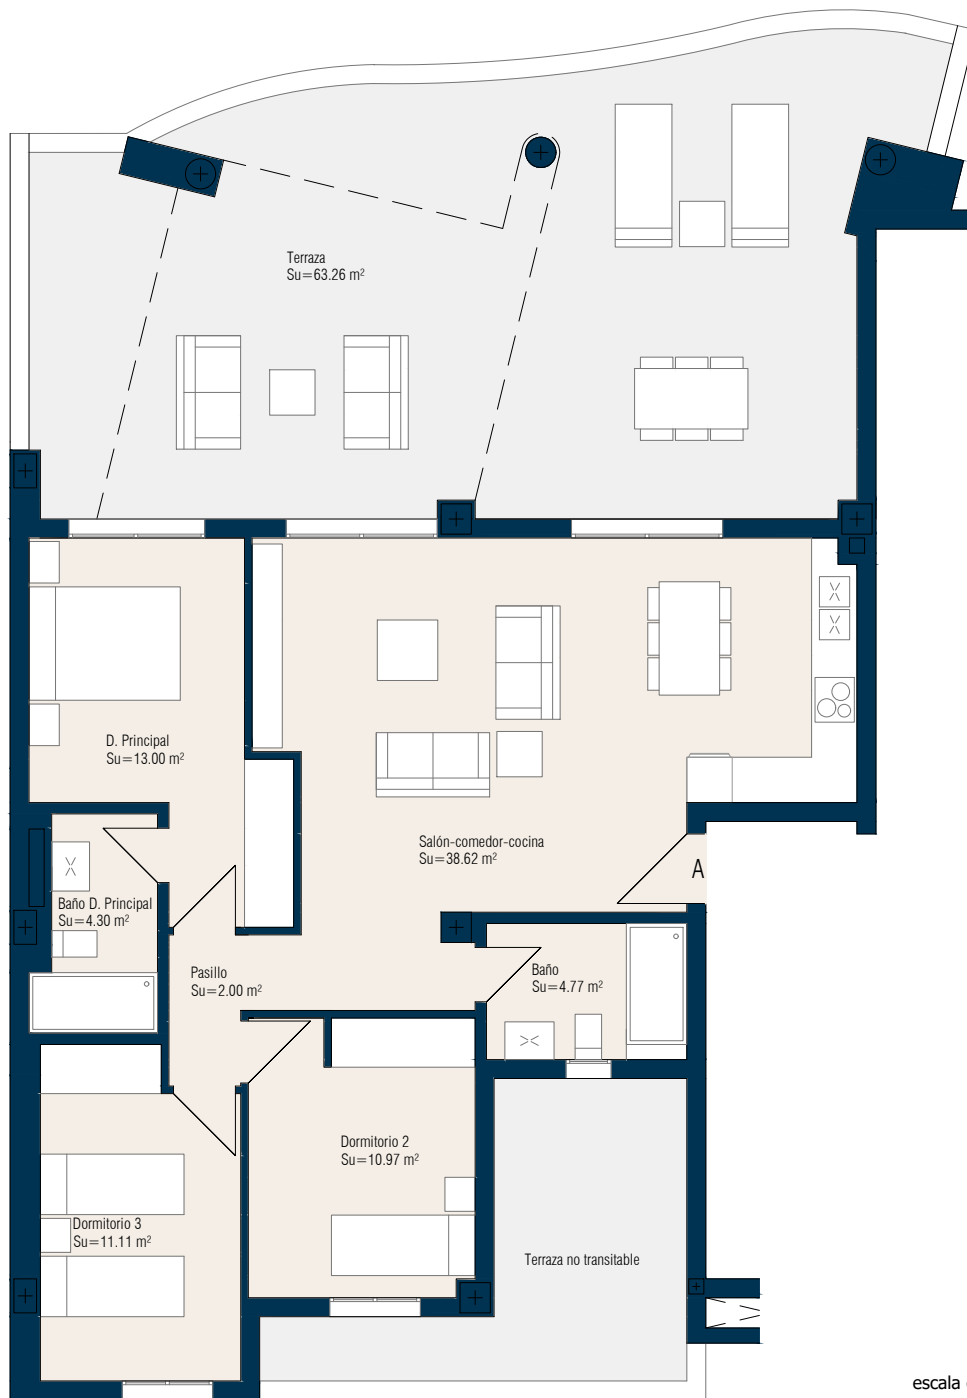 Terraza
Su=63.26 m²
D. Principal
Su=13.00 m²
Salón-comedor-cocina
Su=38.62 m²
A
Baño D. Principal
Su=4.30 m²
Pasillo
Su=2.00 m²
Baño
Su=4.77 m²
Dormitorio 2
Su=10.97 m²
Dormitorio 3
Su=11.11 m²
Terraza no transitable
escala